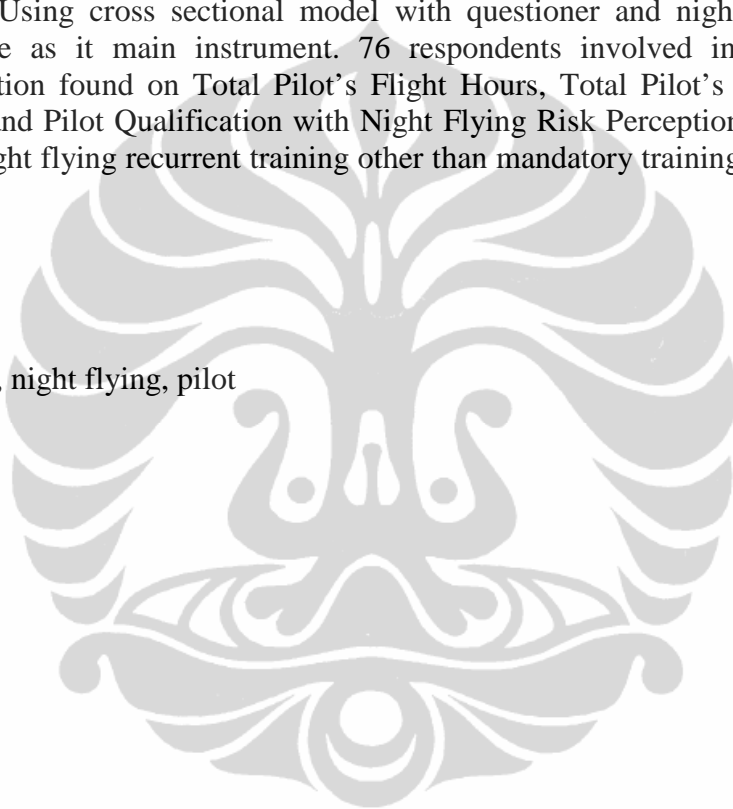 Using cross sectional model with questioner and nigh
e as it main instrument. 76 respondents involved in
tion found on Total Pilot's Flight Hours, Total Pilot's
and Pilot Qualification with Night Flying Risk Perception
ght flying recurrent training other than mandatory training
, night flying, pilot